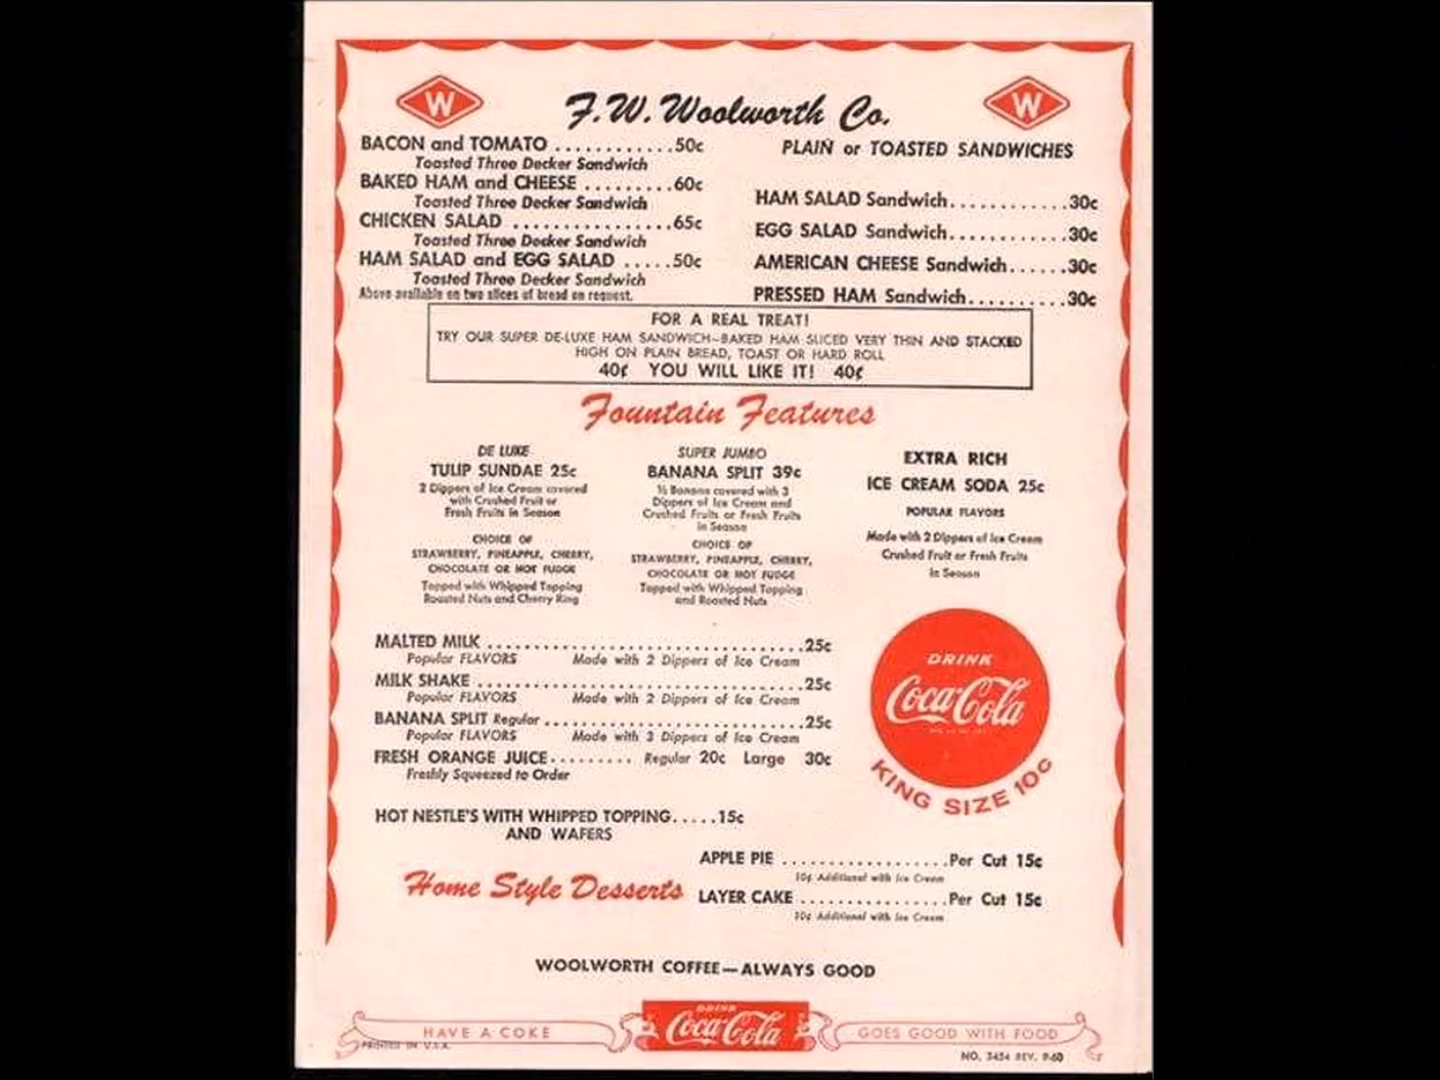 W
F.W. Woolworth Co.
W
BACON and TOMATO ............50c
Toasted Three Decker Sandwich
BAKED HAM and CHEESE .........60c
Toasted Three Decker Sandwich
CHICKEN SALAD ................65c
Toasted Three Decker Sandwich
HAM SALAD and EGG SALAD .....50c
Toasted Three Decker Sandwich
Above available on two slices of bread on request.
PLAIN or TOASTED SANDWICHES
HAM SALAD Sandwich............30c
EGG SALAD Sandwich............30c
AMERICAN CHEESE Sandwich......30c
PRESSED HAM Sandwich..........30c
FOR A REAL TREAT!
TRY OUR SUPER DE-LUXE HAM SANDWICH—BAKED HAM SLICED VERY THIN AND STACKED
HIGH ON PLAIN BREAD, TOAST OR HARD ROLL
40¢ YOU WILL LIKE IT! 40¢
Fountain Features
DE LUXE
TULIP SUNDAE 25c
2 Dippers of Ice Cream covered
with Crushed Fruit or
Fresh Fruits in Season
CHOICE OF
STRAWBERRY, PINEAPPLE, CHERRY,
CHOCOLATE OR HOT FUDGE
Topped with Whipped Topping
Roasted Nuts and Cherry Ring
SUPER JUMBO
BANANA SPLIT 39c
½ Banana covered with 3
Dippers of Ice Cream and
Crushed Fruits or Fresh Fruits
in Season
CHOICE OF
STRAWBERRY, PINEAPPLE, CHERRY,
CHOCOLATE OR HOT FUDGE
Topped with Whipped Topping
and Roasted Nuts
EXTRA RICH
ICE CREAM SODA 25c
POPULAR FLAVORS
Made with 2 Dippers of Ice Cream
Crushed Fruit or Fresh Fruits
in Season
MALTED MILK ..................................25c
Popular FLAVORS Made with 2 Dippers of Ice Cream
MILK SHAKE ...................................25c
Popular FLAVORS Made with 2 Dippers of Ice Cream
BANANA SPLIT Regular ............................25c
Popular FLAVORS Made with 3 Dippers of Ice Cream
FRESH ORANGE JUICE......... Regular 20c Large 30c
Freshly Squeezed to Order
DRINK
Coca-Cola
KING SIZE 10c
HOT NESTLE'S WITH WHIPPED TOPPING.....15c
AND WAFERS
Home Style Desserts
APPLE PIE ..................Per Cut 15c
10¢ Additional with Ice Cream
LAYER CAKE ................Per Cut 15c
10¢ Additional with Ice Cream
WOOLWORTH COFFEE—ALWAYS GOOD
HAVE A COKE
DRINK
Coca-Cola
GOES GOOD WITH FOOD
PRINTED IN U.S.A.
NO. 3454 REV. 9-60